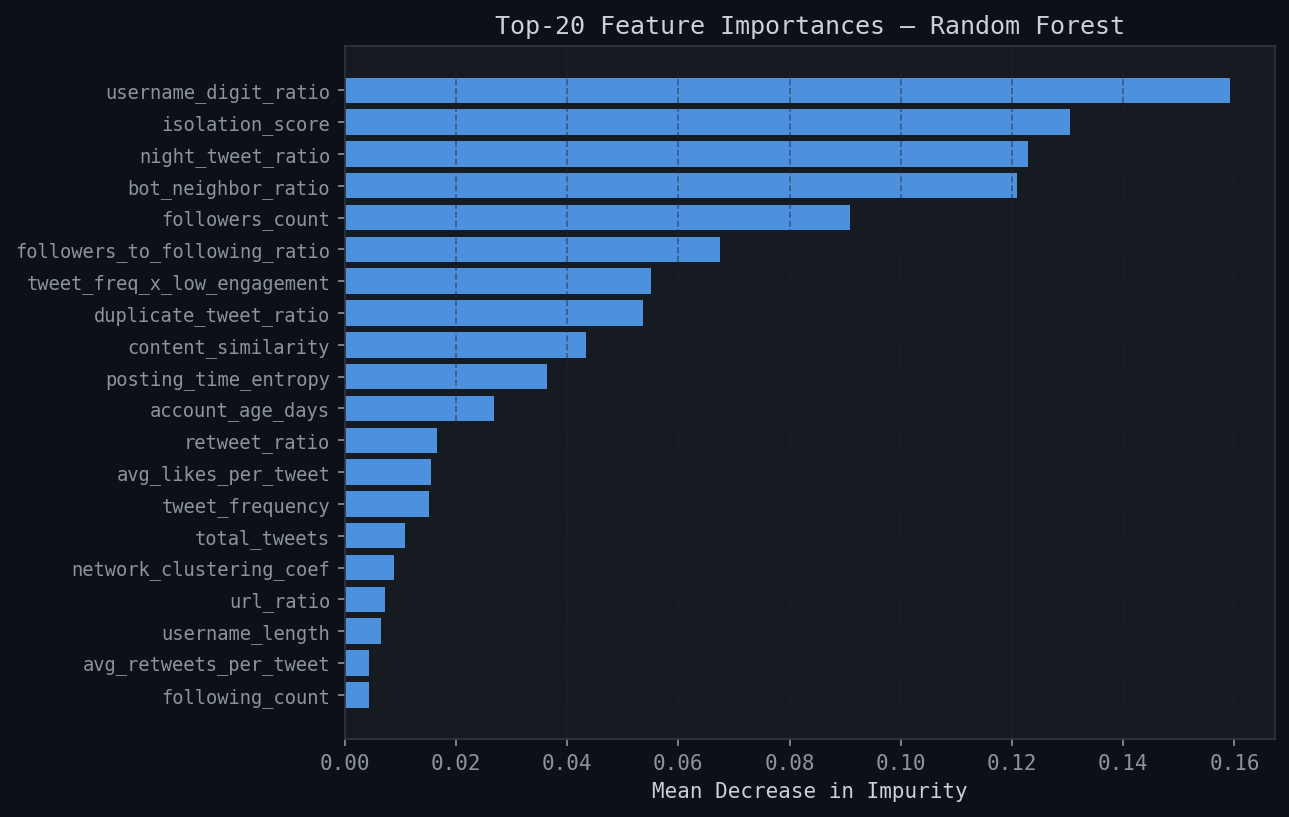 Top-20 Feature Importances — Random Forest
username_digit_ratio
isolation_score
night_tweet_ratio
bot_neighbor_ratio
followers_count
followers_to_following_ratio
tweet_freq_x_low_engagement
duplicate_tweet_ratio
content_similarity
posting_time_entropy
account_age_days
retweet_ratio
avg_likes_per_tweet
tweet_frequency
total_tweets
network_clustering_coef
url_ratio
username_length
avg_retweets_per_tweet
following_count
0.00 0.02 0.04 0.06 0.08 0.10 0.12 0.14 0.16
Mean Decrease in Impurity